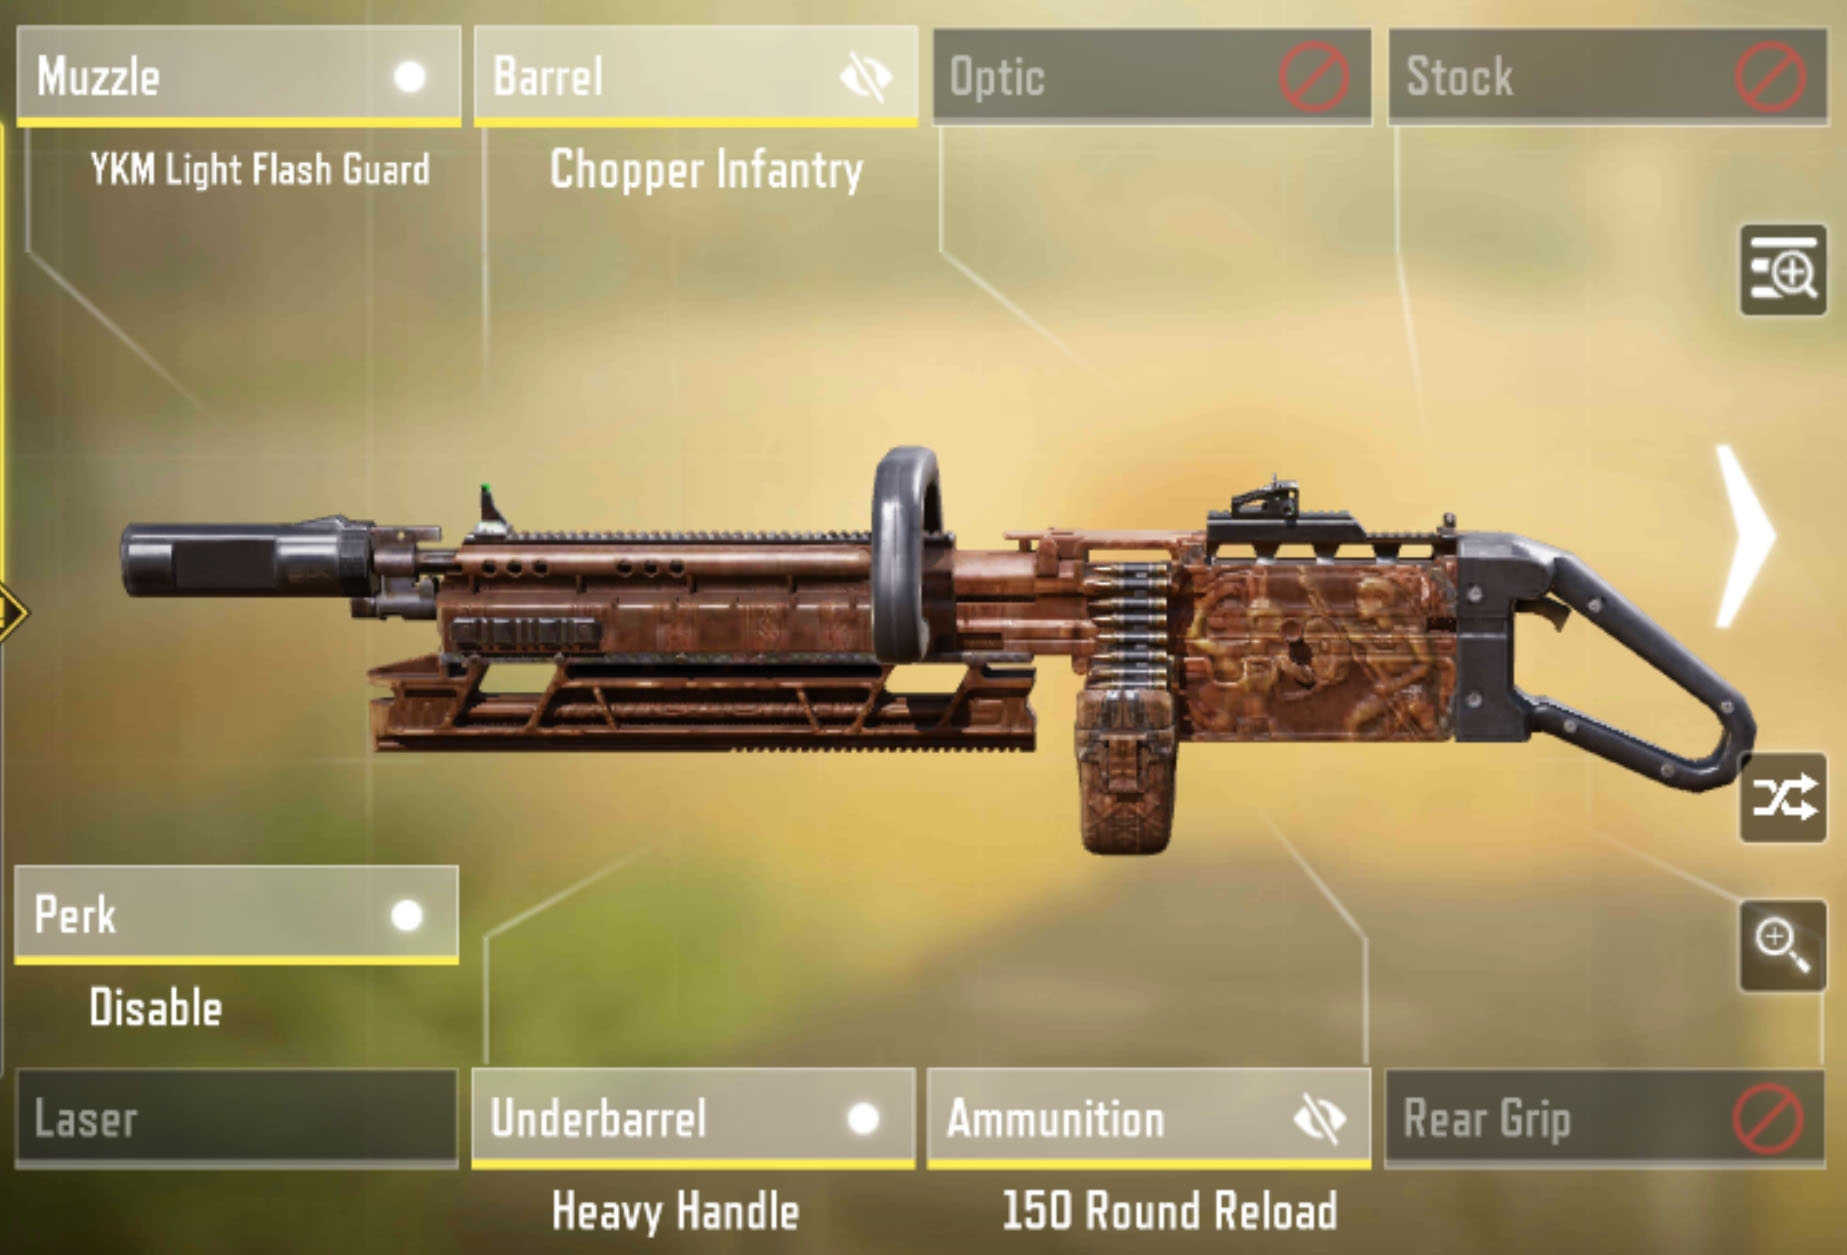 Muzzle
Barrel
Optic
Stock
YKM Light Flash Guard
Chopper Infantry
Perk
Disable
Laser
Underbarrel
Ammunition
Rear Grip
Heavy Handle
150 Round Reload